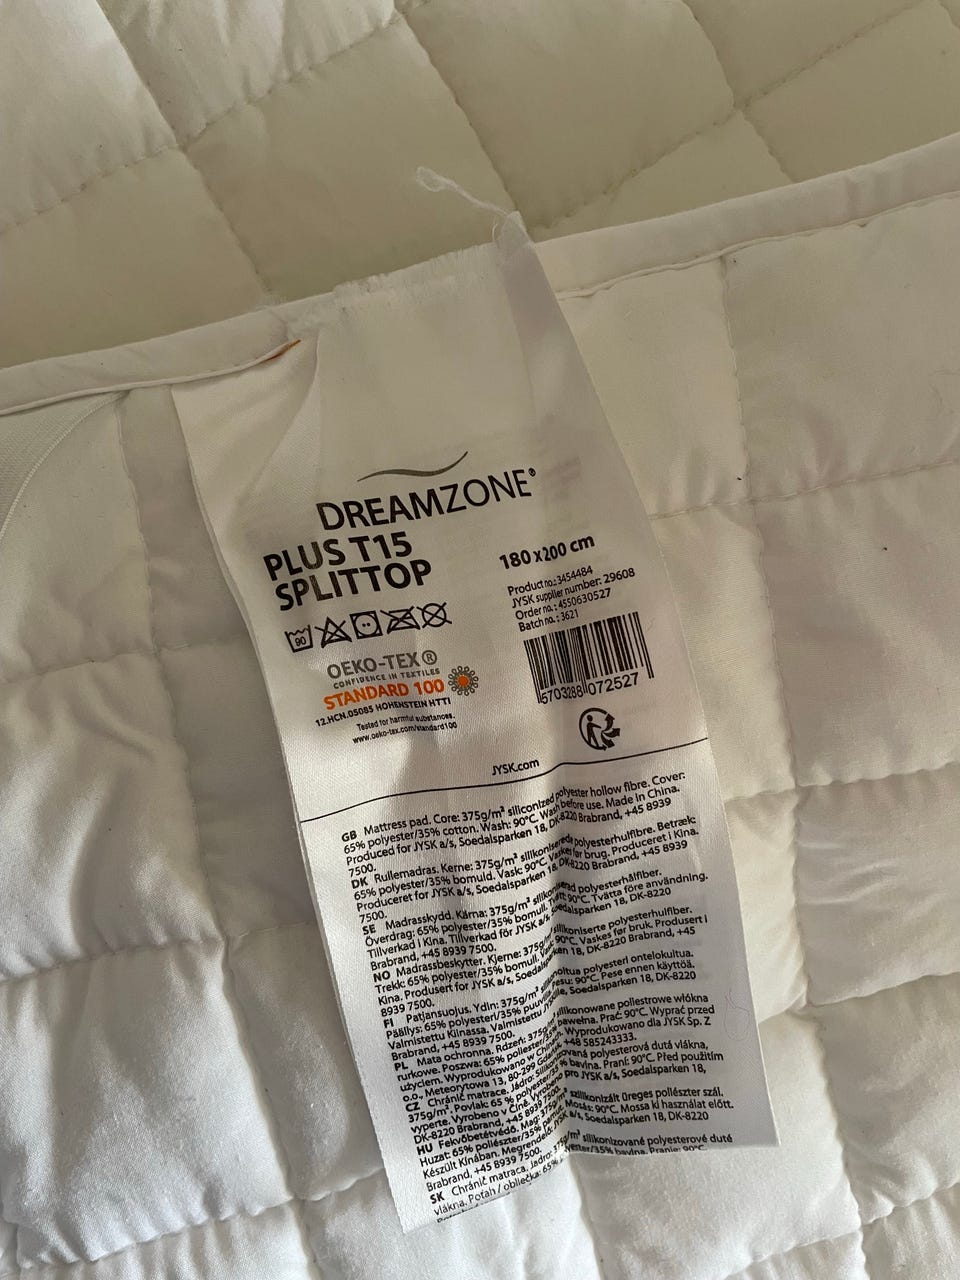 DREAMZONE®
PLUS T15
SPLITTOP
180 x 200 cm
Product no.: 3454484
JYSK supplier number: 29608
Order no.: 4550630527
Batch no.: 3621
90
5703288 072527
OEKO-TEX®
CONFIDENCE IN TEXTILES
STANDARD 100
12.HCN.05085 HOHENSTEIN HTTI
Tested for harmful substances.
www.oeko-tex.com/standard100
JYSK.com
GB Mattress pad. Core: 375g/m² siliconized polyester hollow fibre. Cover:
65% polyester/35% cotton. Wash: 90°C. Wash before use. Made in China.
Produced for JYSK a/s, Soedalsparken 18, DK-8220 Brabrand, +45 8939
7500.
DK Rullemadras. Kerne: 375g/m² silikoniserede polyesterhulfibre. Betræk:
65% polyester/35% bomuld. Vask: 90°C. Vaskes før brug. Produceret i Kina.
Produceret for JYSK a/s, Soedalsparken 18, DK-8220 Brabrand, +45 8939
7500.
SE Madrasskydd. Kärna: 375g/m² silikoniserad polyesterhålfiber.
Överdrag: 65% polyester/35% bomull. Tvätt: 90°C. Tvätta före användning.
Tillverkad i Kina. Tillverkad för JYSK a/s, Soedalsparken 18, DK-8220
Brabrand, +45 8939 7500.
NO Madrassbeskytter. Kjerne: 375g/m² silikoniserte polyesterhulfiber.
Trekk: 65% polyester/35% bomull. Vask: 90°C. Vaskes før bruk. Produsert i
Kina. Produsert for JYSK a/s, Soedalsparken 18, DK-8220 Brabrand, +45
8939 7500.
FI Patjansuojus. Ydin: 375g/m² polyesteri ontelokuitua.
Päällys: 65% polyesteri/35% puuvilla. Pesu: 90°C. Pese ennen käyttöä.
Valmistettu Kiinassa. Valmistettu Soedalsparken 18, DK-8220
Brabrand, +45 8939 7500.
PL Mata ochronna. Rdzeń: 375g/m² silikonowane poliestrowe włókna
rurkowe. Poszwa: 65% poliester/35% bawełna. Prać: 90°C. Wyprać przed
użyciem. Wyprodukowano w Chinach. Wyprodukowano dla JYSK Sp. Z
o.o., Meteorytowa 13, 80-299 Gdańsk, +48 585243333.
CZ Chránič matrace. Jádro: Silikonovaná polyesterová dutá vlákna,
375g/m². Povlak: 65 % polyester/35 % bavlna. Praní: 90°C. Před použitím
vyperte. Vyrobeno v Číně. Vyrobeno pro JYSK a/s, Soedalsparken 18,
DK-8220 Brabrand, +45 8939 7500.
HU Fekvőbetétvédő. Mag: 375g/m² szilikonizált üreges poliészter szál.
Huzat: 65% poliészter/35% pamut. Mosás: 90°C. Mossa ki használat előtt.
Készült Kínában. Megrendelő: JYSK a/s, Soedalsparken 18, DK-8220
Brabrand, +45 8939 7500.
SK Chránič matraca. Jadro: 375g/m² silikonizované polyesterové duté
vlákna. Poťah / obliečka: 65% polyester/35% bavlna. Pranie: 90°C.